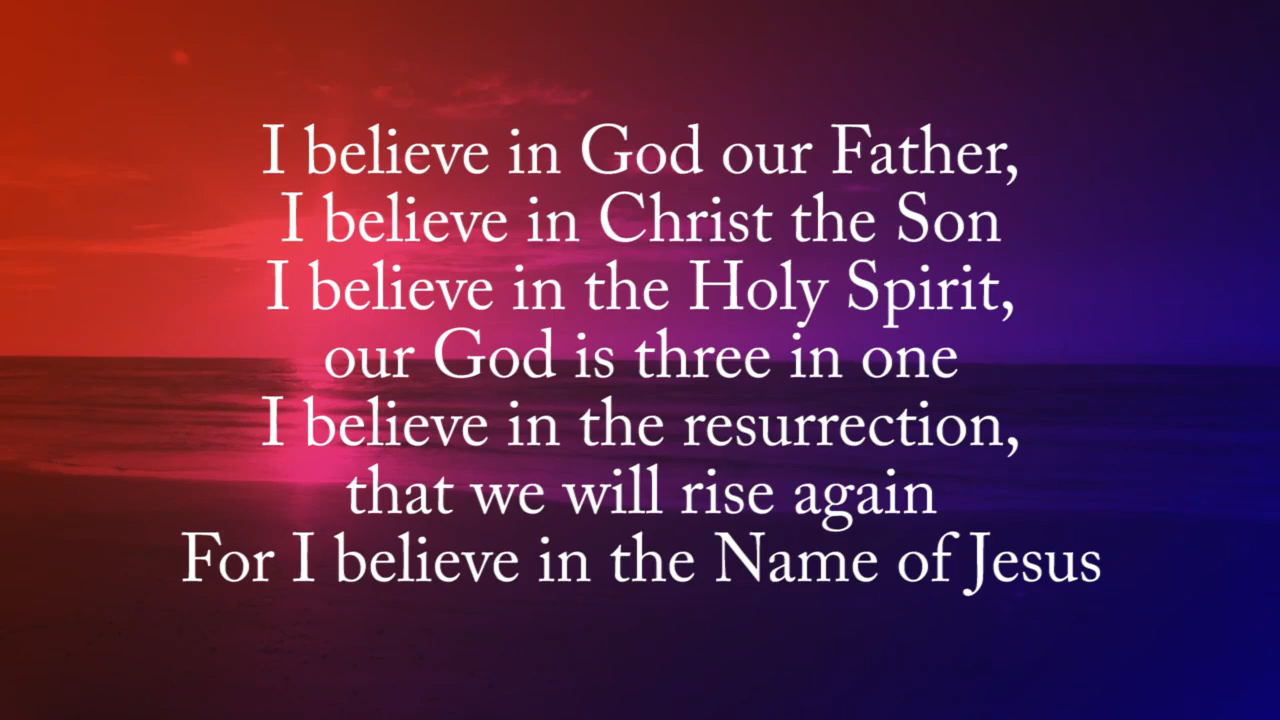 I believe in God our Father,
I believe in Christ the Son
I believe in the Holy Spirit,
our God is three in one
I believe in the resurrection,
that we will rise again
For I believe in the Name of Jesus